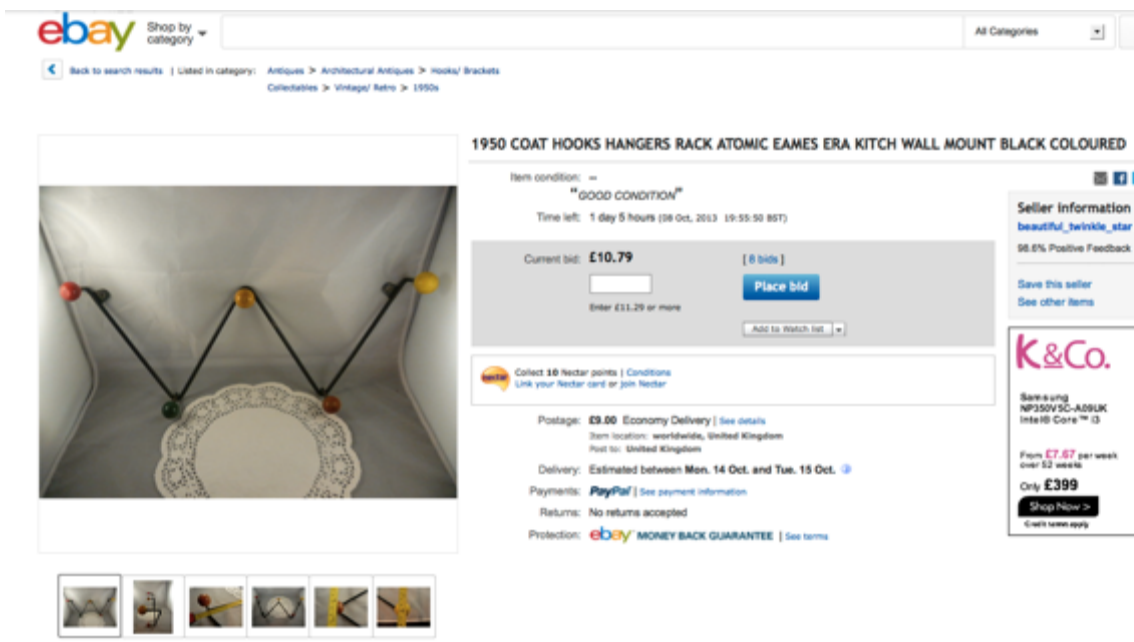 ebay Shop by category All Categories
Back to search results | Listed in category: Antiques > Architectural Antiques > Hooks/ Brackets
Collectables > Vintage/ Retro > 1950s
1950 COAT HOOKS HANGERS RACK ATOMIC EAMES ERA KITCH WALL MOUNT BLACK COLOURED
Item condition: --
"GOOD CONDITION"
Time left: 1 day 5 hours (08 Oct, 2013 19:55:50 BST)
Current bid: £10.79 [ 8 bids ]
Place bid
Enter £11.29 or more
Add to Watch list
nectar Collect 10 Nectar points | Conditions
Link your Nectar card or join Nectar
Postage: £9.00 Economy Delivery | See details
Item location: worldwide, United Kingdom
Post to: United Kingdom
Delivery: Estimated between Mon. 14 Oct. and Tue. 15 Oct.
Payments: PayPal | See payment information
Returns: No returns accepted
Protection: ebay MONEY BACK GUARANTEE | See terms
Seller information
beautiful_twinkle_star
98.6% Positive Feedback
Save this seller
See other items
K&Co.
Samsung
NP350V5C-A09UK
Intel® Core™ i3
From £7.67 per week
over 52 weeks
Only £399
Shop Now >
Credit terms apply